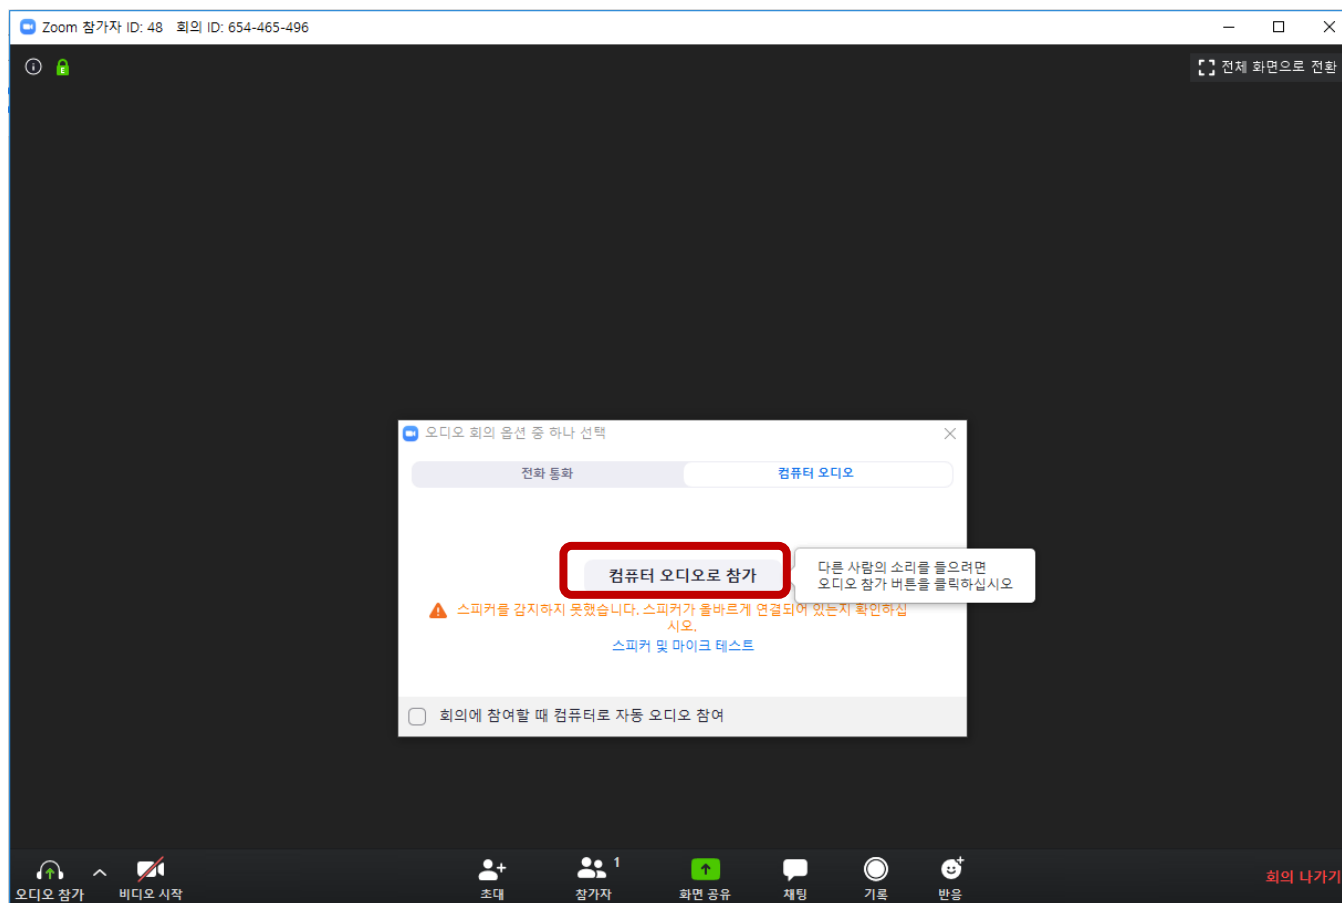 Zoom 참가자 ID: 48 회의 ID: 654-465-496
전체 화면으로 전환
오디오 회의 옵션 중 하나 선택
전화 통화
컴퓨터 오디오
컴퓨터 오디오로 참가
다른 사람의 소리를 들으려면
오디오 참가 버튼을 클릭하십시오
스피커를 감지하지 못했습니다. 스피커가 올바르게 연결되어 있는지 확인하십
시오.
스피커 및 마이크 테스트
회의에 참여할 때 컴퓨터로 자동 오디오 참여
1
오디오 참가
비디오 시작
초대
참가자
화면 공유
채팅
기록
반응
회의 나가기